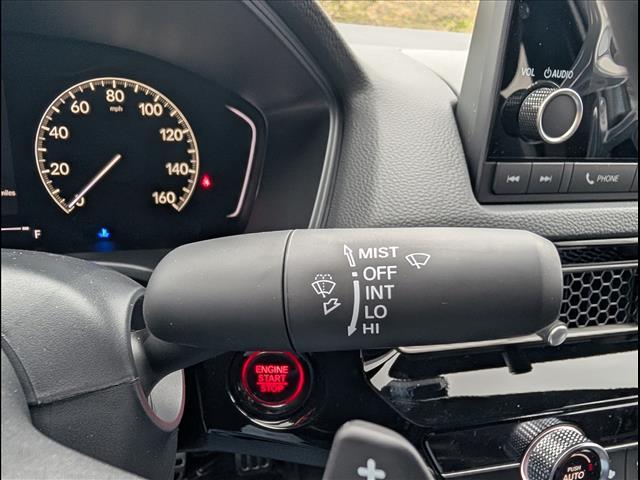 80
60 100
mph
40 120
20 140
0 160
miles
F
VOL AUDIO
PHONE
MIST
OFF
INT
LO
HI
ENGINE
START
STOP
+
PUSH
AUTO